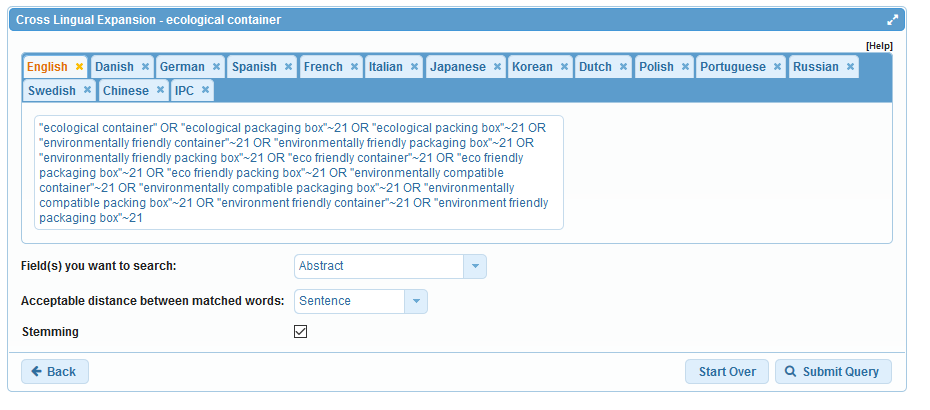 Cross Lingual Expansion - ecological container
[Help]
English Danish German Spanish French Italian Japanese Korean Dutch Polish Portuguese Russian
Swedish Chinese IPC
"ecological container" OR "ecological packaging box"~21 OR "ecological packing box"~21 OR
"environmentally friendly container"~21 OR "environmentally friendly packaging box"~21 OR
"environmentally friendly packing box"~21 OR "eco friendly container"~21 OR "eco friendly
packaging box"~21 OR "eco friendly packing box"~21 OR "environmentally compatible
container"~21 OR "environmentally compatible packaging box"~21 OR "environmentally
compatible packing box"~21 OR "environment friendly container"~21 OR "environment friendly
packaging box"~21
Field(s) you want to search: Abstract
Acceptable distance between matched words: Sentence
Stemming
Back Start Over Submit Query